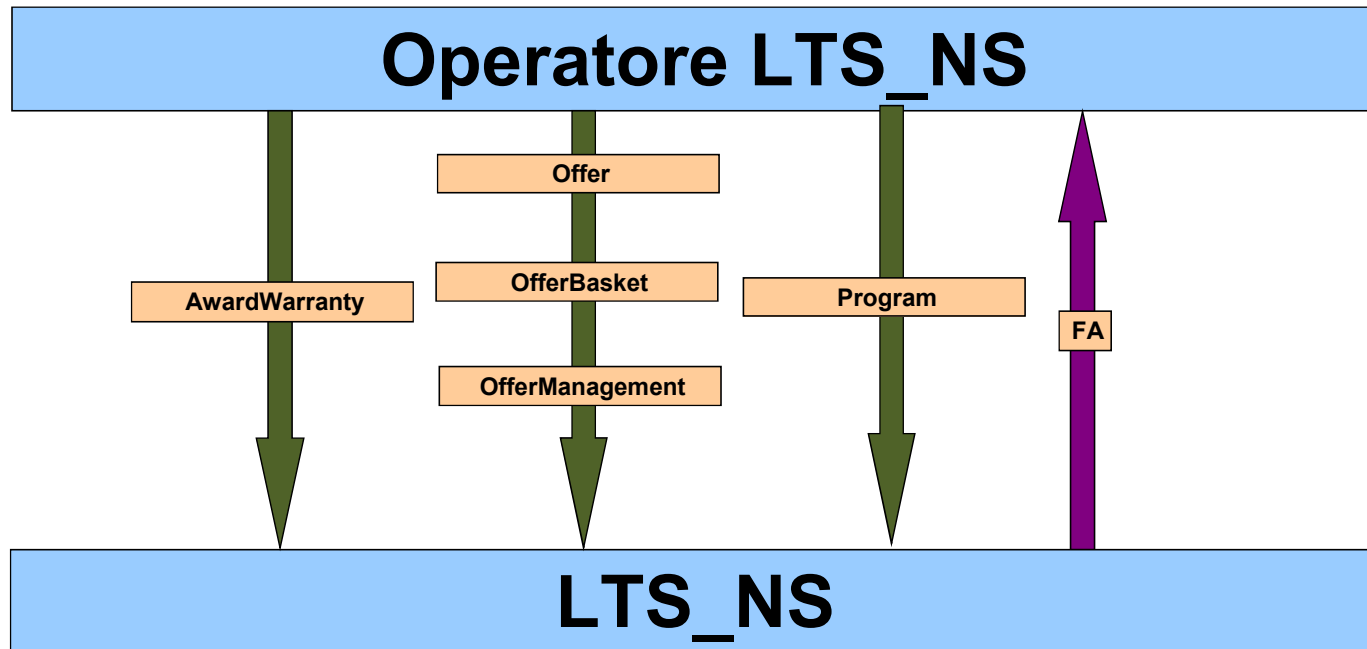 Operatore LTS_NS
Offer
OfferBasket
AwardWarranty
Program
FA
OfferManagement
LTS_NS